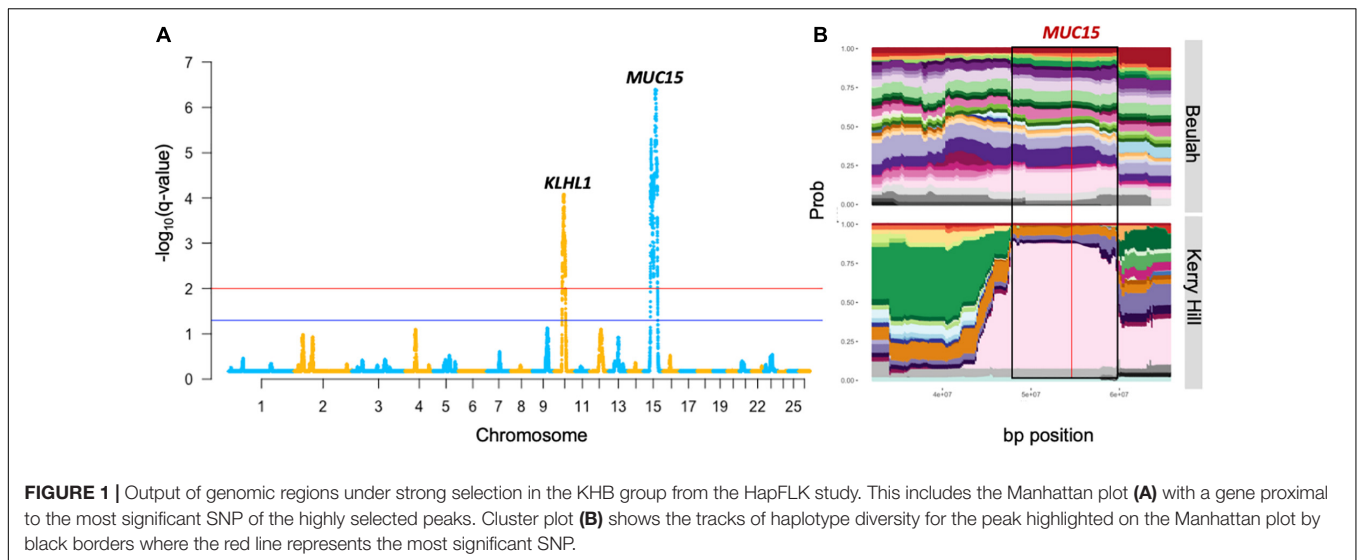 A
7
6
5
4
3
2
1
0
-log10(q-value)
KLHL1
MUC15
1 2 3 4 5 6 7 8 9 11 13 15 17 19 22 25
Chromosome
B
MUC15
1.00
0.75
0.50
0.25
0.00
Beulah
Prob
1.00
0.75
0.50
0.25
0.00
Kerry Hill
4e+07 5e+07 6e+07
bp position
FIGURE 1 | Output of genomic regions under strong selection in the KHB group from the HapFLK study. This includes the Manhattan plot (A) with a gene proximal
to the most significant SNP of the highly selected peaks. Cluster plot (B) shows the tracks of haplotype diversity for the peak highlighted on the Manhattan plot by
black borders where the red line represents the most significant SNP.